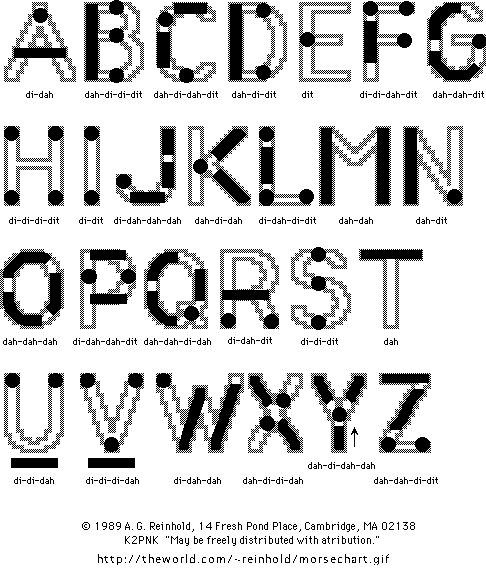 A B C D E F G
di-dah dah-di-di-dit dah-di-dah-dit dah-di-dit dit di-di-dah-dit dah-dah-dit
H I J K L M N
di-di-di-dit di-dit di-dah-dah-dah dah-di-dah di-dah-di-dit dah-dah dah-dit
O P Q R S T
dah-dah-dah di-dah-dah-dit dah-dah-di-dah di-dah-dit di-di-dit dah
U V W X Y Z
di-di-dah di-di-di-dah di-dah-dah dah-di-di-dah dah-di-dah-dah dah-dah-di-dit
© 1989 A. G. Reinhold, 14 Fresh Pond Place, Cambridge, MA 02138
K2PNK "May be freely distributed with atribution."
http://theworld.com/~reinhold/morsechart.gif